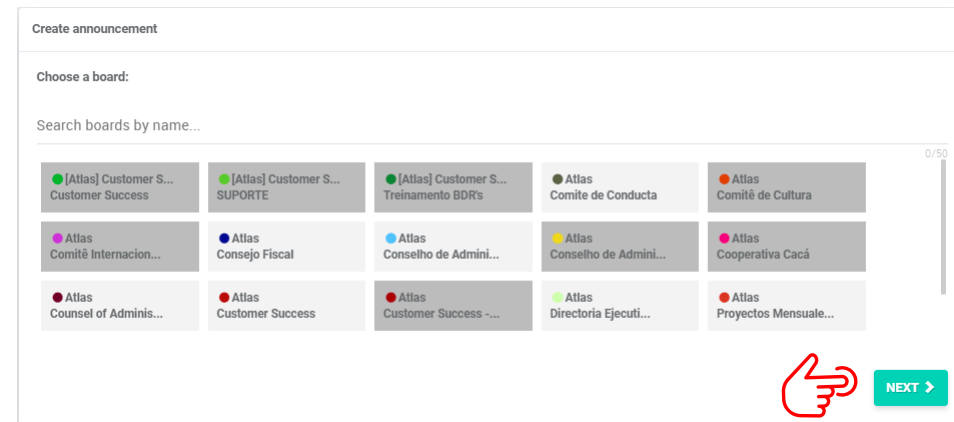 Create announcement
Choose a board:
Search boards by name...
0/50
[Atlas] Customer S...
Customer Success
[Atlas] Customer S...
SUPORTE
[Atlas] Customer S...
Treinamento BDR's
Atlas
Comite de Conducta
Atlas
Comitê de Cultura
Atlas
Comitê Internacion...
Atlas
Consejo Fiscal
Atlas
Conselho de Admini...
Atlas
Conselho de Admini...
Atlas
Cooperativa Cacá
Atlas
Counsel of Adminis...
Atlas
Customer Success
Atlas
Customer Success -...
Atlas
Directoria Ejecuti...
Atlas
Proyectos Mensuale...
NEXT